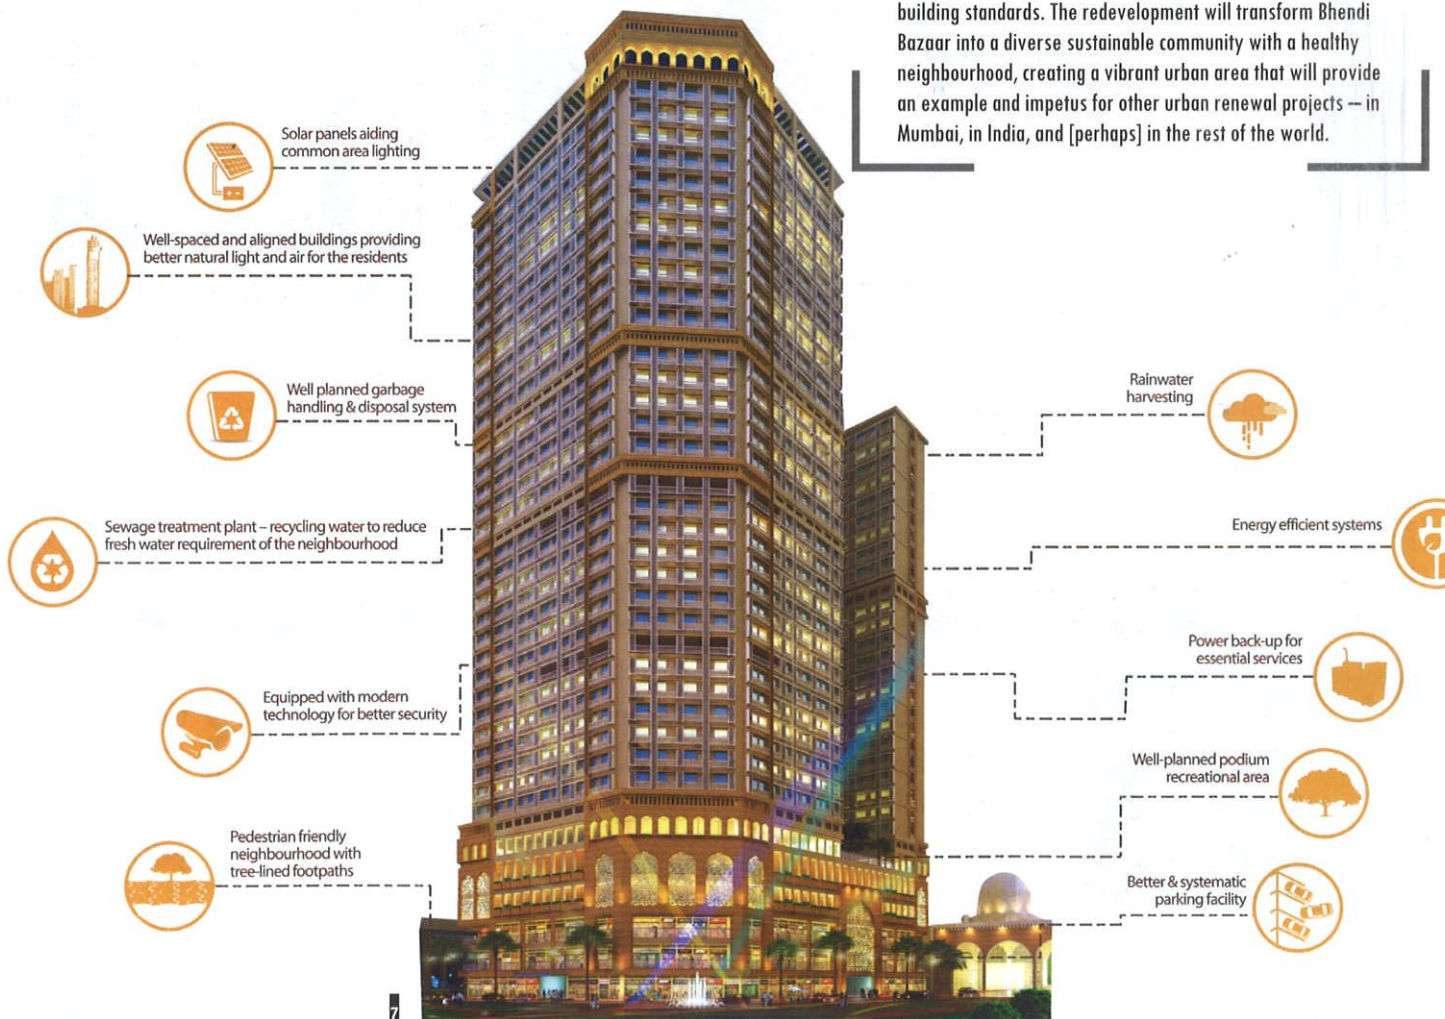 building standards. The redevelopment will transform Bhendi
Bazaar into a diverse sustainable community with a healthy
neighbourhood, creating a vibrant urban area that will provide
an example and impetus for other urban renewal projects -- in
Mumbai, in India, and [perhaps] in the rest of the world.
Solar panels aiding
common area lighting
Well-spaced and aligned buildings providing
better natural light and air for the residents
Well planned garbage
handling & disposal system
Sewage treatment plant – recycling water to reduce
fresh water requirement of the neighbourhood
Equipped with modern
technology for better security
Pedestrian friendly
neighbourhood with
tree-lined footpaths
Rainwater
harvesting
Energy efficient systems
Power back-up for
essential services
Well-planned podium
recreational area
Better & systematic
parking facility
7